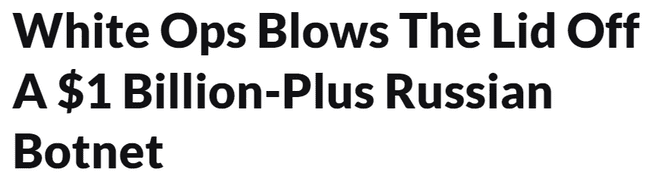 White Ops Blows The Lid Off
A $1 Billion-Plus Russian
Botnet